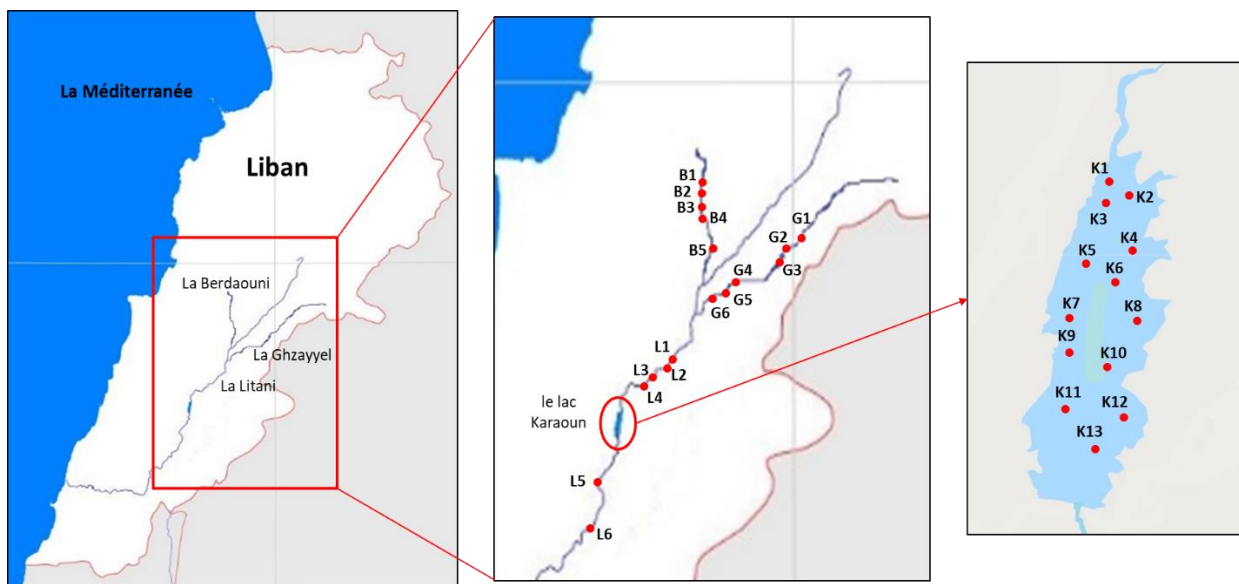 La Méditerranée
Liban
La Berdaouni
La Ghzayyel
La Litani
B1
B2
B3
B4
B5
G1
G2
G3
G4
G5
G6
L1
L2
L3
L4
le lac
Karaoun
L5
L6
K1
K2
K3
K4
K5
K6
K7
K8
K9
K10
K11
K12
K13